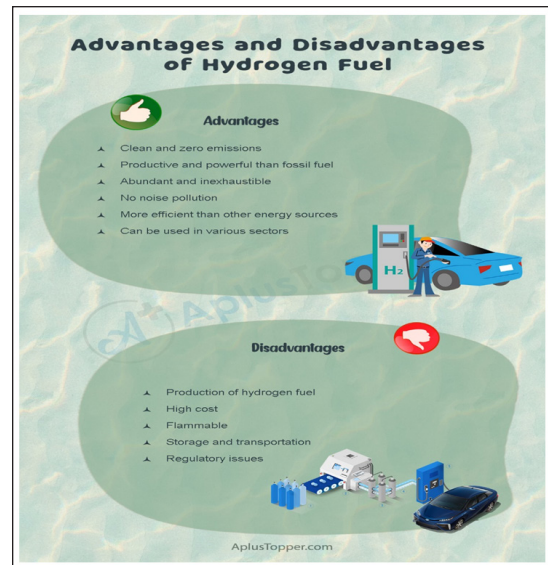 Advantages and Disadvantages
of Hydrogen Fuel
Advantages
Clean and zero emissions
Productive and powerful than fossil fuel
Abundant and inexhaustible
No noise pollution
More efficient than other energy sources
Can be used in various sectors
H2
A+ AplusTopper
Disadvantages
Production of hydrogen fuel
High cost
Flammable
Storage and transportation
Regulatory issues
AplusTopper.com